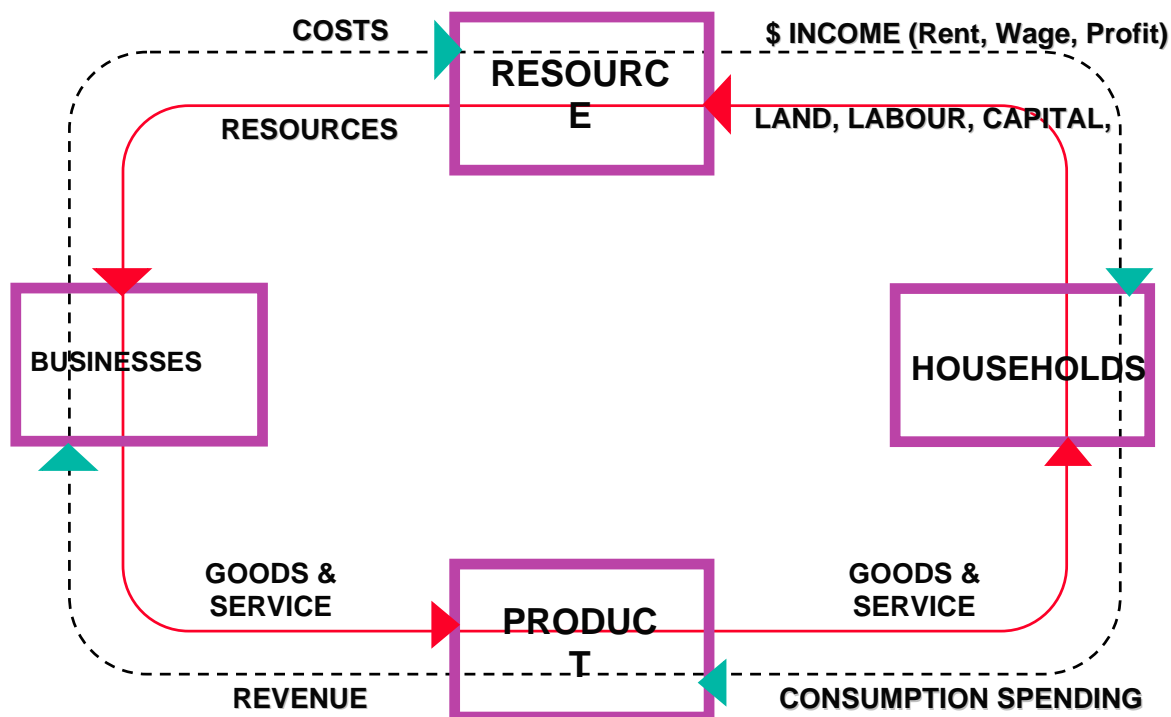 COSTS
$ INCOME (Rent, Wage, Profit)
RESOURC
E
RESOURCES
LAND, LABOUR, CAPITAL,
BUSINESSES
HOUSEHOLDS
GOODS &
SERVICE
PRODUC
T
GOODS &
SERVICE
REVENUE
CONSUMPTION SPENDING